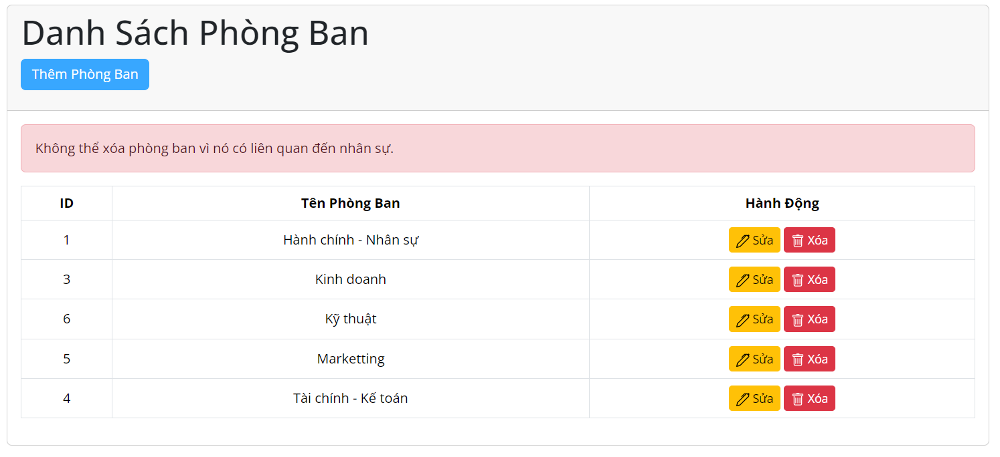 Danh Sách Phòng Ban
Thêm Phòng Ban
Không thể xóa phòng ban vì nó có liên quan đến nhân sự.
ID Tên Phòng Ban Hành Động
1 Hành chính - Nhân sự Sửa Xóa
3 Kinh doanh Sửa Xóa
6 Kỹ thuật Sửa Xóa
5 Marketting Sửa Xóa
4 Tài chính - Kế toán Sửa Xóa